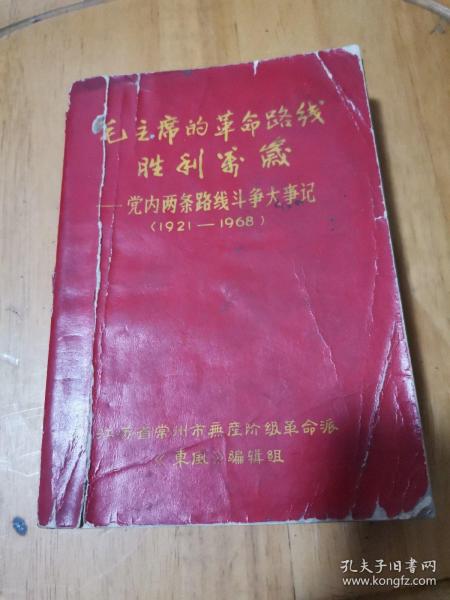 毛主席的革命路线
胜利万岁
——党内两条路线斗争大事记
（1921—1968）
江苏省常州市無産阶级革命派
《東风》编辑组
孔夫子旧书网
www.kongfz.com